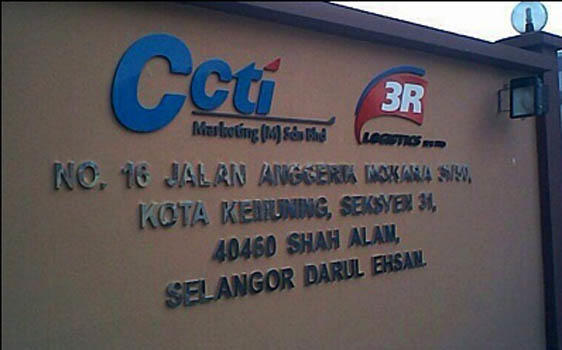 Ccti
Marketing (M) Sdn Bhd
3R
LOGISTICS
NO. 16 JALAN ANGGERIK MOKARA 31/50,
KOTA KEMUNING, SEKSYEN 31,
40460 SHAH ALAM,
SELANGOR DARUL EHSAN.